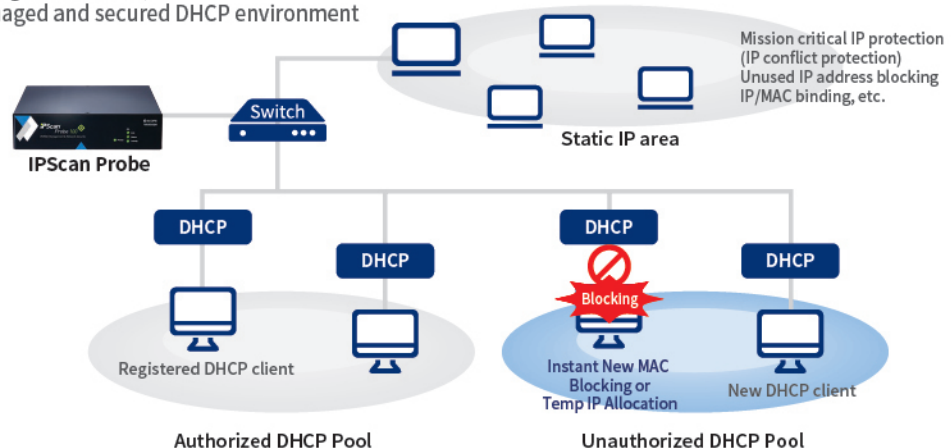 aged and secured DHCP environment
Mission critical IP protection
(IP conflict protection)
Unused IP address blocking
IP/MAC binding, etc.
Switch
IPScan
Probe
IPScan Probe
Static IP area
DHCP
DHCP
DHCP
DHCP
Blocking
Registered DHCP client
Instant New MAC
Blocking or
Temp IP Allocation
New DHCP client
Authorized DHCP Pool
Unauthorized DHCP Pool